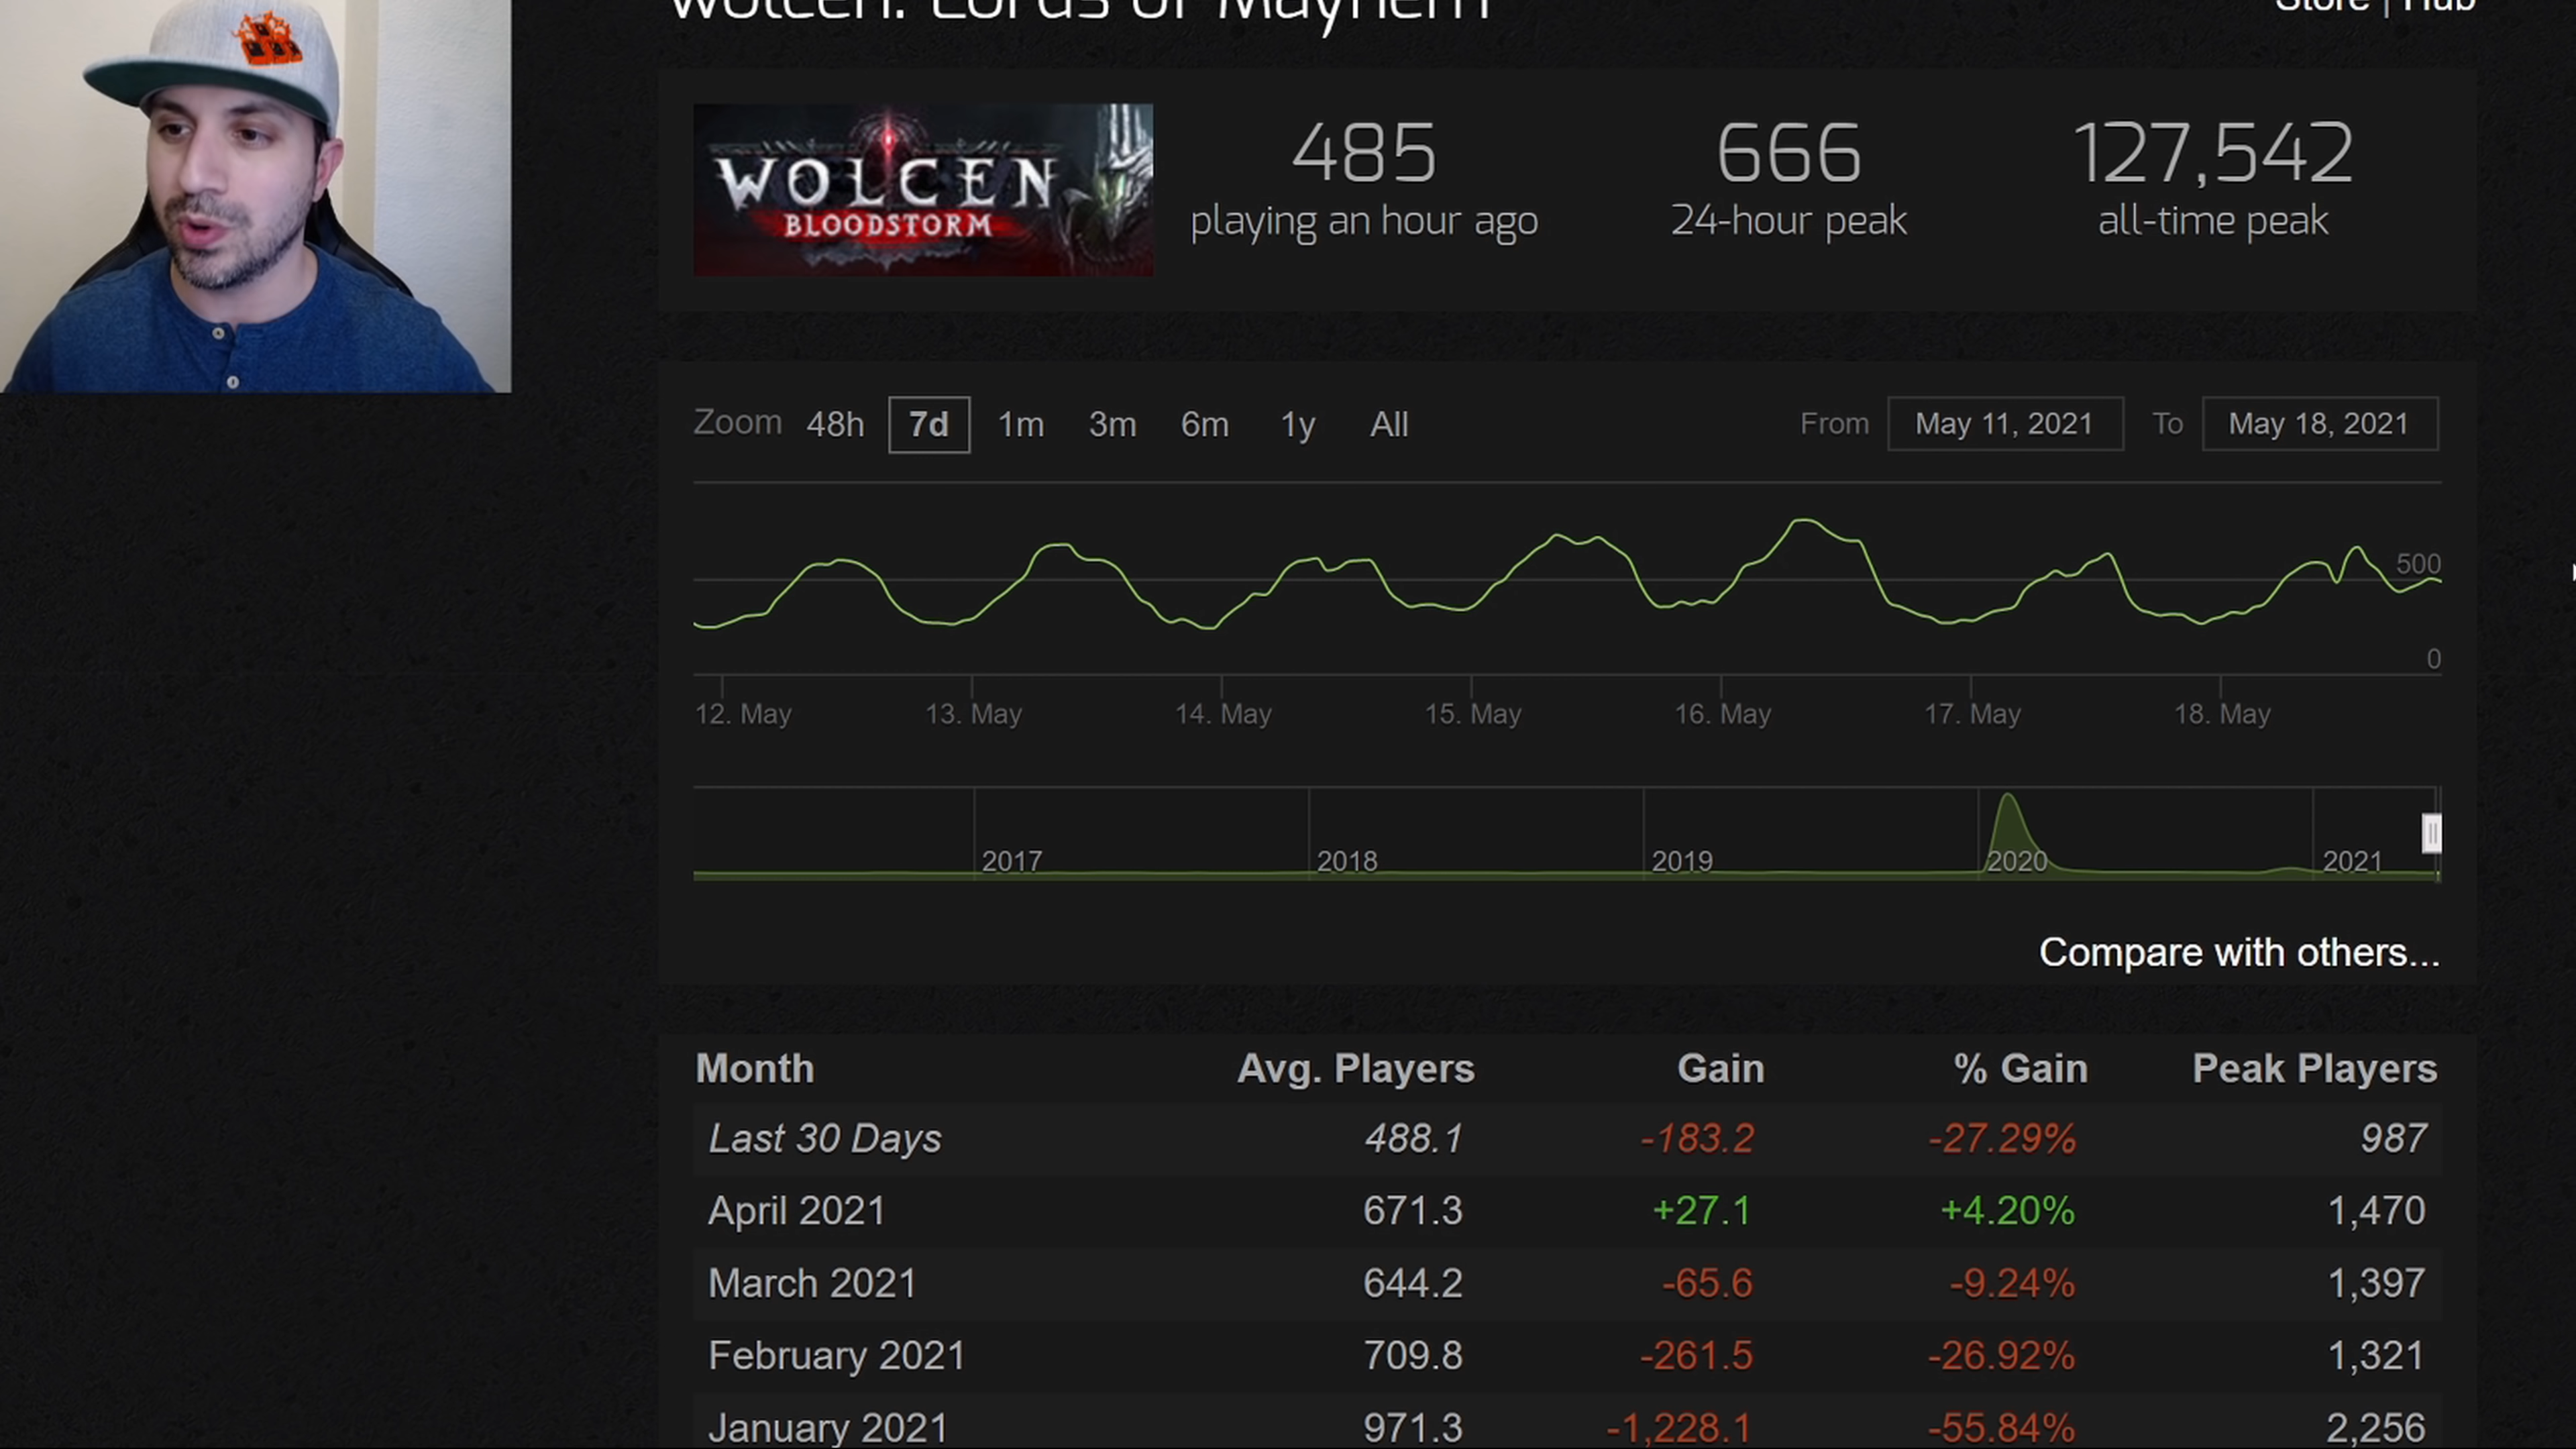 Wolcen: Lords of Mayhem
Store | Hub
WOLCEN
BLOODSTORM
485
playing an hour ago
666
24-hour peak
127,542
all-time peak
Zoom 48h 7d 1m 3m 6m 1y All
From May 11, 2021 To May 18, 2021
500
0
12. May 13. May 14. May 15. May 16. May 17. May 18. May
2017 2018 2019 2020 2021
Compare with others...
Month Avg. Players Gain % Gain Peak Players
Last 30 Days 488.1 -183.2 -27.29% 987
April 2021 671.3 +27.1 +4.20% 1,470
March 2021 644.2 -65.6 -9.24% 1,397
February 2021 709.8 -261.5 -26.92% 1,321
January 2021 971.3 -1,228.1 -55.84% 2,256